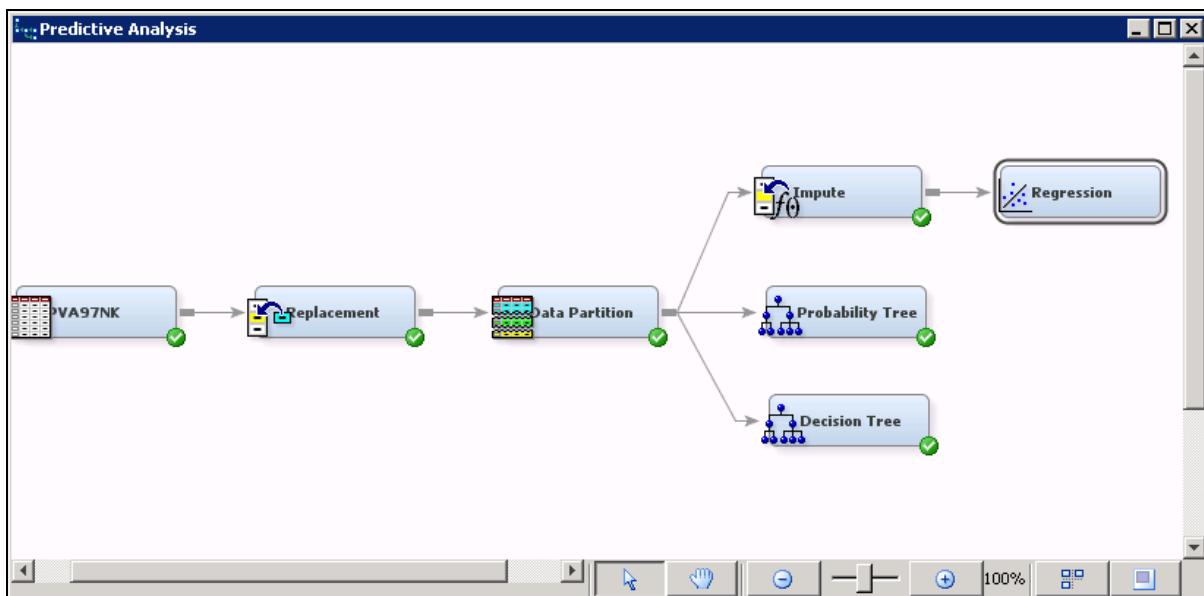 Predictive Analysis
Impute
Regression
PVA97NK
Replacement
Data Partition
Probability Tree
Decision Tree
100%